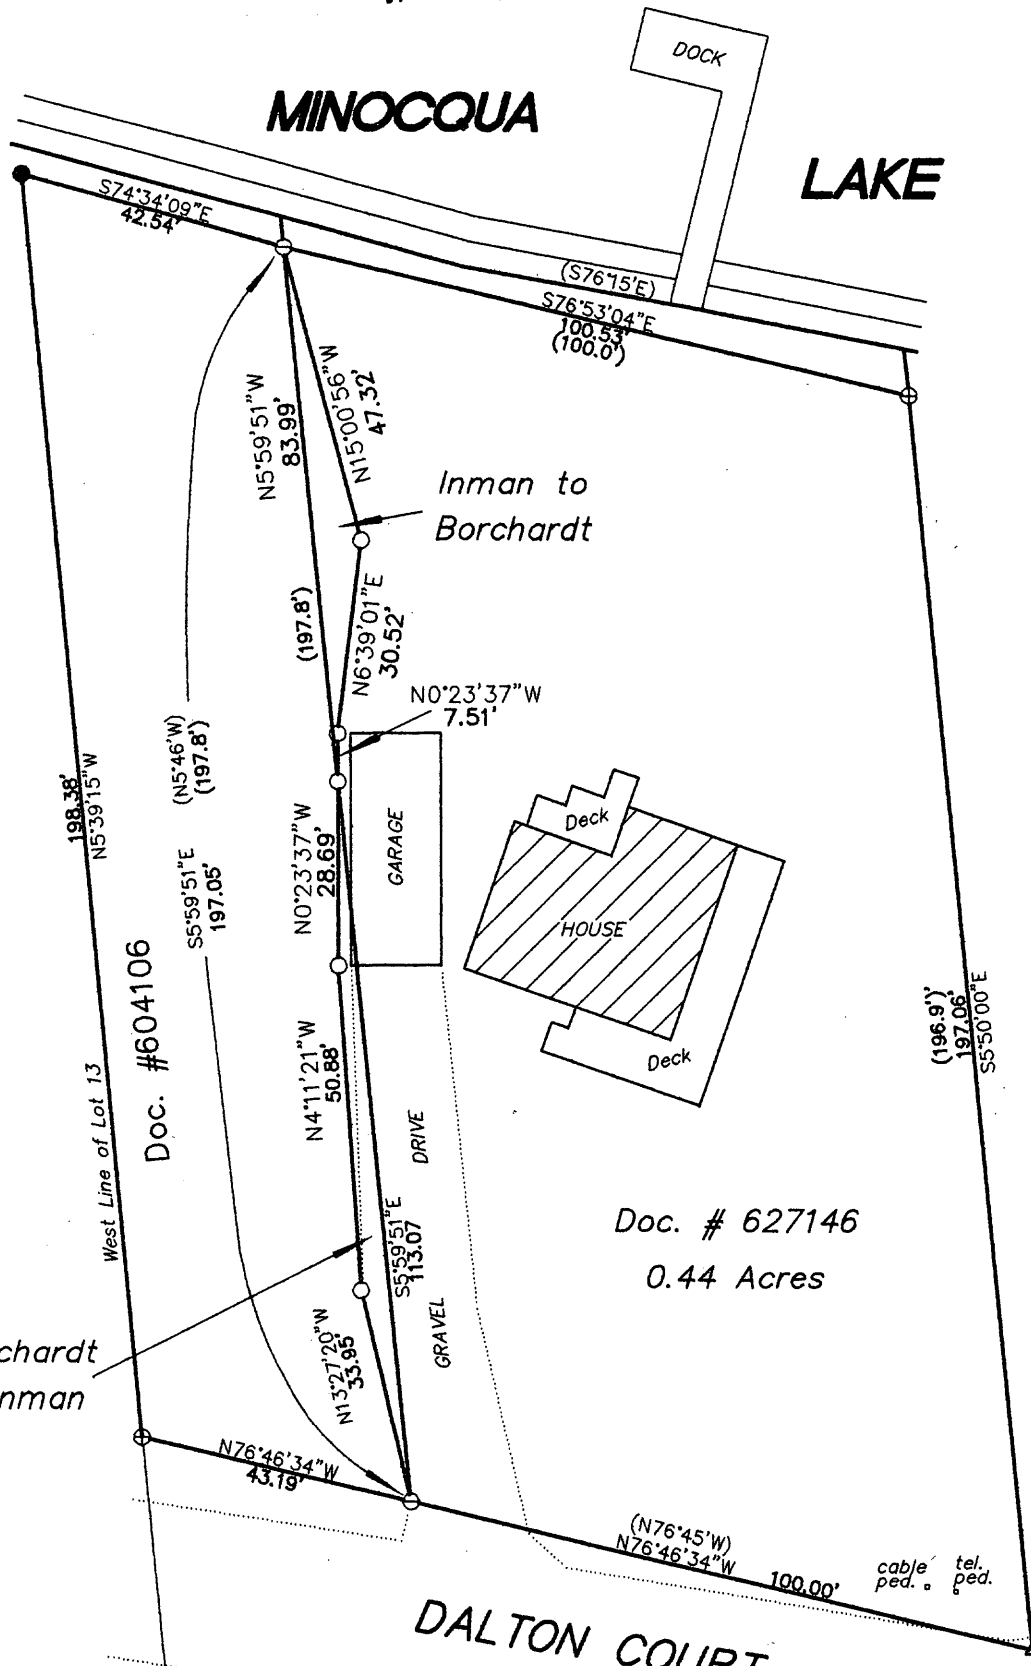 DOCK
MINOCQUA
LAKE
S74°34'09"E
42.54'
(S76°15'E)
S76°53'04"E
100.53'
(100.0')
N5°59'51"W
83.99'
N15°00'56"W
47.32'
Inman to
Borchardt
(197.8')
N6°39'01"E
30.52'
N0°23'37"W
7.51'
(N5°46'W)
(197.8')
198.38'
N5°39'15"W
GARAGE
Deck
HOUSE
Deck
N0°23'37"W
28.69'
S5°59'51"E
197.05'
Doc. #604106
West Line of Lot 13
N4°11'21"W
50.88'
(196.9')
197.06'
S5°50'00"E
GRAVEL DRIVE
S5°59'51"E
113.07
Doc. # 627146
0.44 Acres
chardt
nman
N13°27'20"W
33.95'
N76°46'34"W
43.19'
(N76°45'W)
N76°46'34"W
100.00'
cable
ped.
tel.
ped.
DALTON COURT